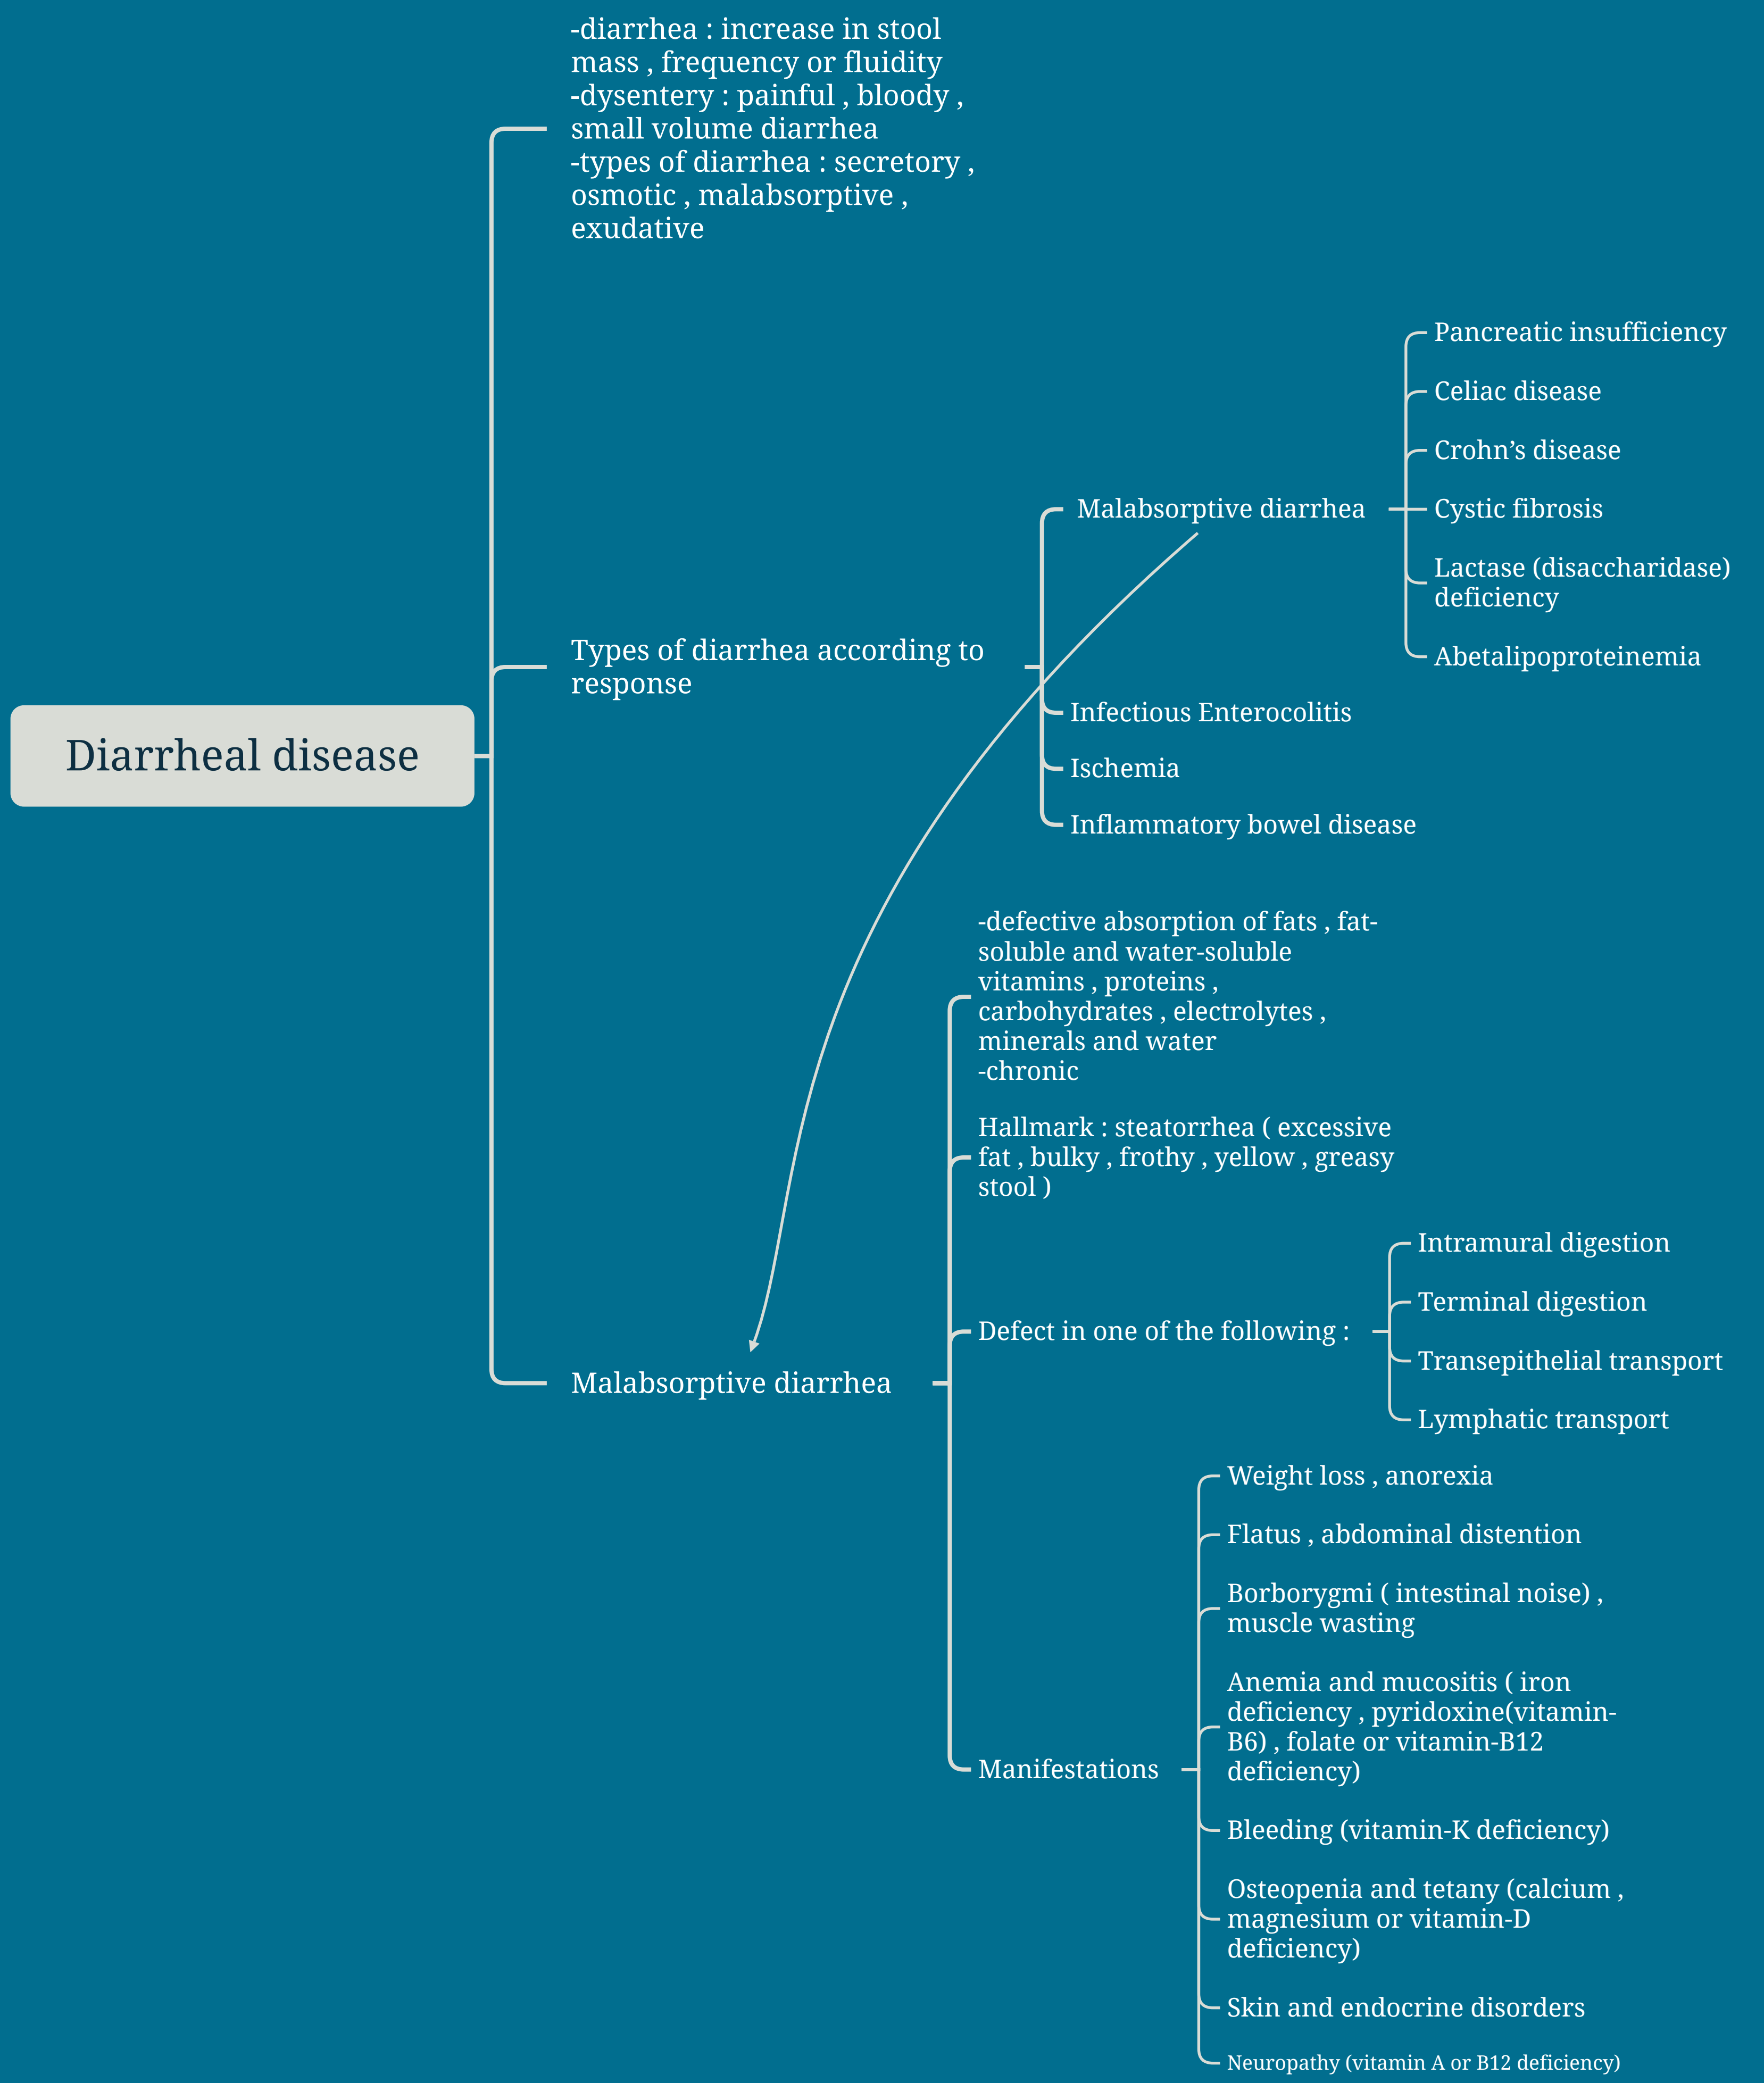 -diarrhea : increase in stool
mass , frequency or fluidity
-dysentery : painful , bloody ,
small volume diarrhea
-types of diarrhea : secretory ,
osmotic , malabsorptive ,
exudative
Pancreatic insufficiency
Celiac disease
Crohn’s disease
Malabsorptive diarrhea
Cystic fibrosis
Lactase (disaccharidase)
deficiency
Abetalipoproteinemia
Types of diarrhea according to
response
Infectious Enterocolitis
Ischemia
Inflammatory bowel disease
Diarrheal disease
-defective absorption of fats , fat-
soluble and water-soluble
vitamins , proteins ,
carbohydrates , electrolytes ,
minerals and water
-chronic
Hallmark : steatorrhea ( excessive
fat , bulky , frothy , yellow , greasy
stool )
Intramural digestion
Terminal digestion
Defect in one of the following :
Transepithelial transport
Lymphatic transport
Malabsorptive diarrhea
Weight loss , anorexia
Flatus , abdominal distention
Borborygmi ( intestinal noise) ,
muscle wasting
Anemia and mucositis ( iron
deficiency , pyridoxine(vitamin-
B6) , folate or vitamin-B12
deficiency)
Manifestations
Bleeding (vitamin-K deficiency)
Osteopenia and tetany (calcium ,
magnesium or vitamin-D
deficiency)
Skin and endocrine disorders
Neuropathy (vitamin A or B12 deficiency)